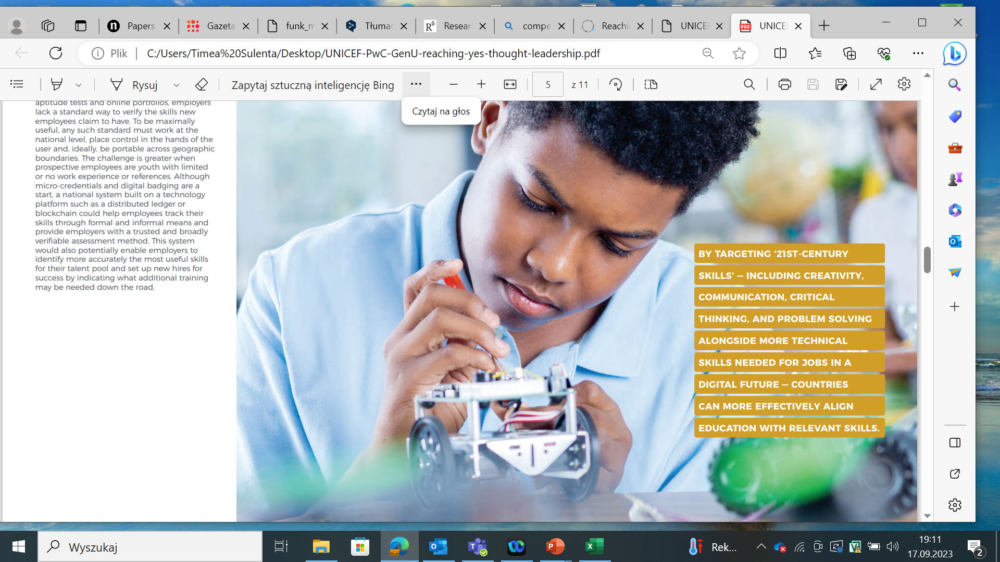 Papers
Gazeta
funk_m
Tłumac
Resear
compe
Reachi
UNICEF
UNICEF
Plik
C:/Users/Timea%20Sulenta/Desktop/UNICEF-PwC-GenU-reaching-yes-thought-leadership.pdf
Rysuj
Zapytaj sztuczną inteligencję Bing
5
z 11
Czytaj na głos
aptitude tests and online portfolios, employers
lack a standard way to verify the skills new
employees claim to have. To be maximally
useful, any such standard must work at the
national level, place control in the hands of the
user and, ideally, be portable across geographic
boundaries. The challenge is greater when
prospective employees are youth with limited
or no work experience or references. Although
micro-credentials and digital badging are a
start, a national system built on a technology
platform such as a distributed ledger or
blockchain could help employees track their
skills through formal and informal means and
provide employers with a trusted and broadly
verifiable assessment method. This system
would also potentially enable employers to
identify more accurately the most useful skills
for their talent pool and set up new hires for
success by indicating what additional training
may be needed down the road.
BY TARGETING ‘21ST-CENTURY
SKILLS’ – INCLUDING CREATIVITY,
COMMUNICATION, CRITICAL
THINKING, AND PROBLEM SOLVING
ALONGSIDE MORE TECHNICAL
SKILLS NEEDED FOR JOBS IN A
DIGITAL FUTURE – COUNTRIES
CAN MORE EFFECTIVELY ALIGN
EDUCATION WITH RELEVANT SKILLS.
Wyszukaj
Rek...
19:11
17.09.2023
2